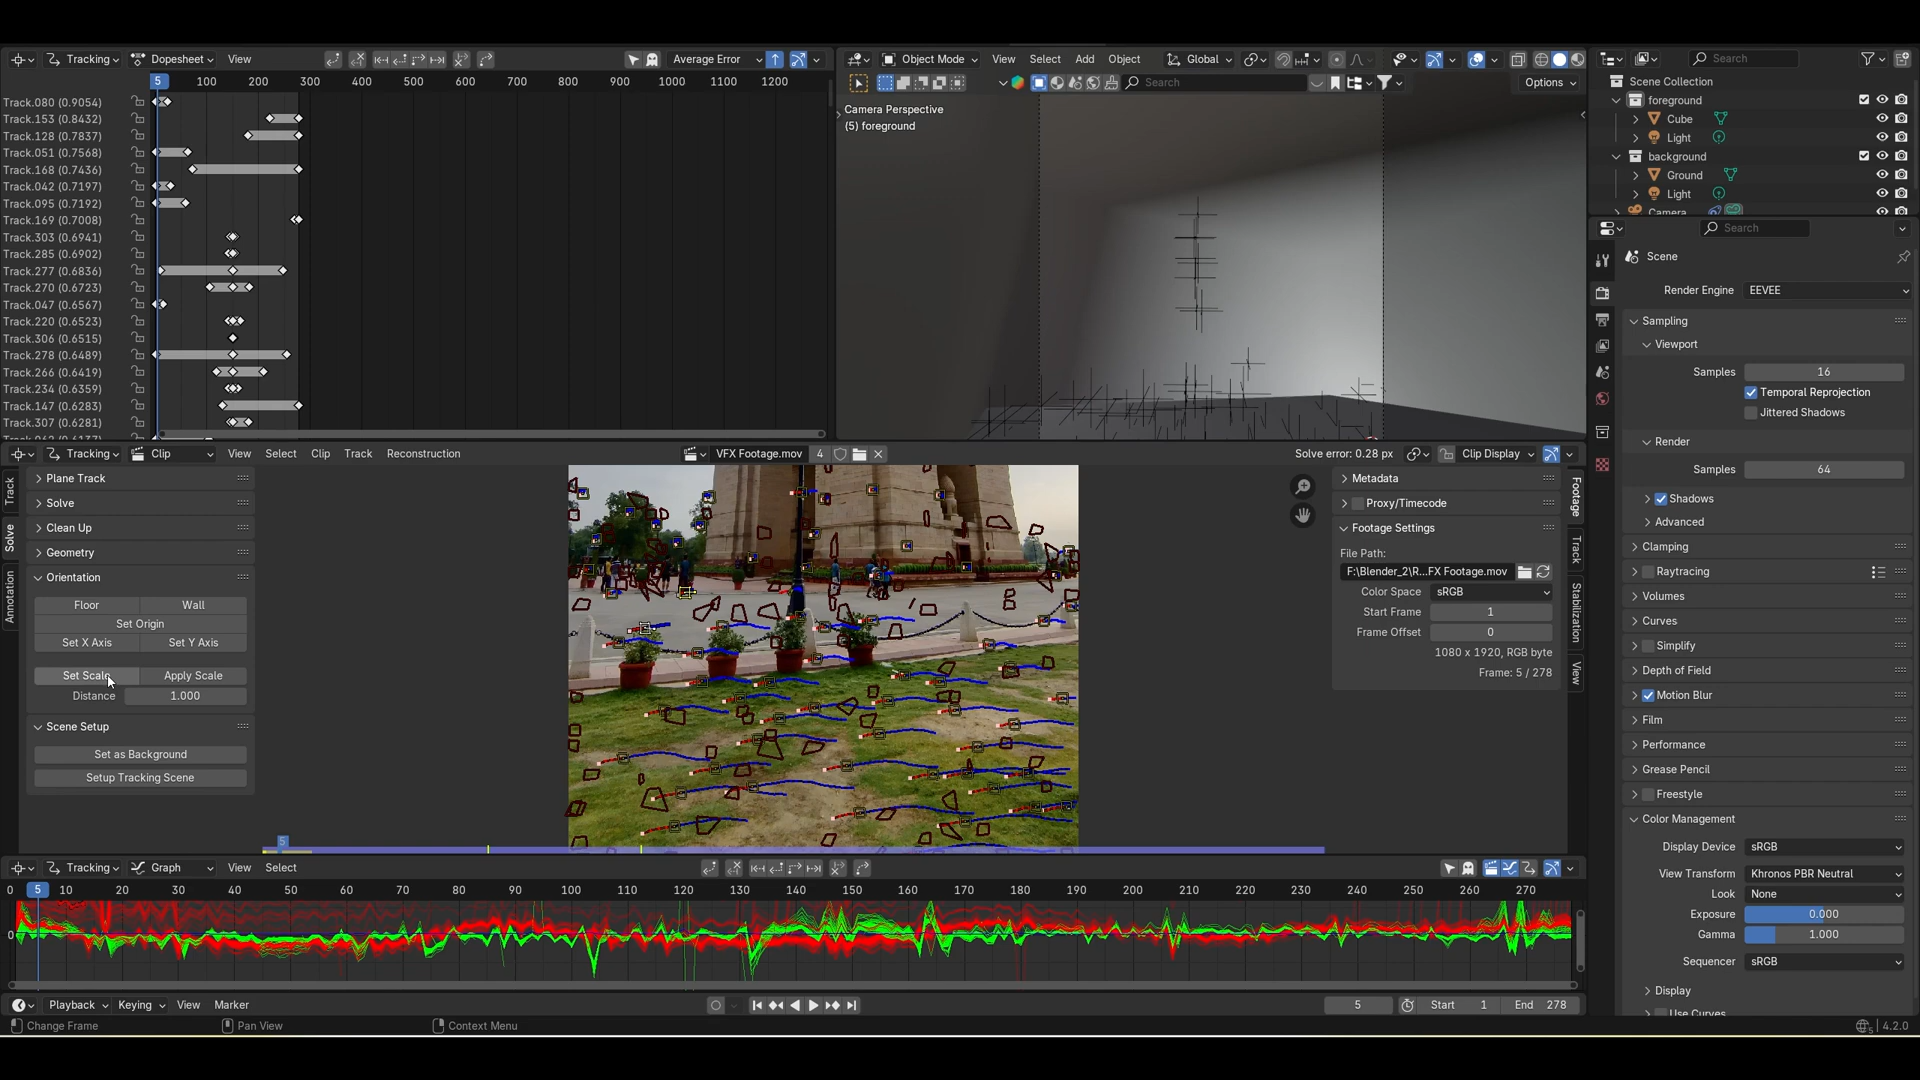 Tracking Dopesheet View Average Error
5 100 200 300 400 500 600 700 800 900 1000 1100 1200
Track.080 (0.9054)
Track.153 (0.8432)
Track.128 (0.7837)
Track.051 (0.7568)
Track.168 (0.7436)
Track.042 (0.7197)
Track.095 (0.7192)
Track.169 (0.7008)
Track.303 (0.6941)
Track.285 (0.6902)
Track.277 (0.6836)
Track.270 (0.6723)
Track.047 (0.6567)
Track.220 (0.6523)
Track.306 (0.6515)
Track.278 (0.6489)
Track.266 (0.6419)
Track.234 (0.6359)
Track.147 (0.6283)
Track.307 (0.6281)
Object Mode View Select Add Object Global
Search Options
Camera Perspective
(5) foreground
Search
Scene Collection
foreground
Cube
Light
background
Ground
Light
Camera
Search
Scene
Render Engine EEVEE
Sampling
Viewport
Samples 16
Temporal Reprojection
Jittered Shadows
Render
Samples 64
Shadows
Advanced
Clamping
Raytracing
Volumes
Curves
Simplify
Depth of Field
Motion Blur
Film
Performance
Grease Pencil
Freestyle
Color Management
Display Device sRGB
View Transform Khronos PBR Neutral
Look None
Exposure 0.000
Gamma 1.000
Sequencer sRGB
Display
Use Curves
Tracking Clip View Select Clip Track Reconstruction VFX Footage.mov 4 Solve error: 0.28 px Clip Display
Track
Solve
Annotation
Plane Track
Solve
Clean Up
Geometry
Orientation
Floor Wall
Set Origin
Set X Axis Set Y Axis
Set Scale Apply Scale
Distance 1.000
Scene Setup
Set as Background
Setup Tracking Scene
Metadata
Proxy/Timecode
Footage Settings
File Path:
F:\Blender_2\R...FX Footage.mov
Color Space sRGB
Start Frame 1
Frame Offset 0
1080 x 1920, RGB byte
Frame: 5 / 278
Footage
Track
Stabilization
View
5
Tracking Graph View Select
0 5 10 20 30 40 50 60 70 80 90 100 110 120 130 140 150 160 170 180 190 200 210 220 230 240 250 260 270
0
Playback Keying View Marker 5 Start 1 End 278
Change Frame Pan View Context Menu 4.2.0